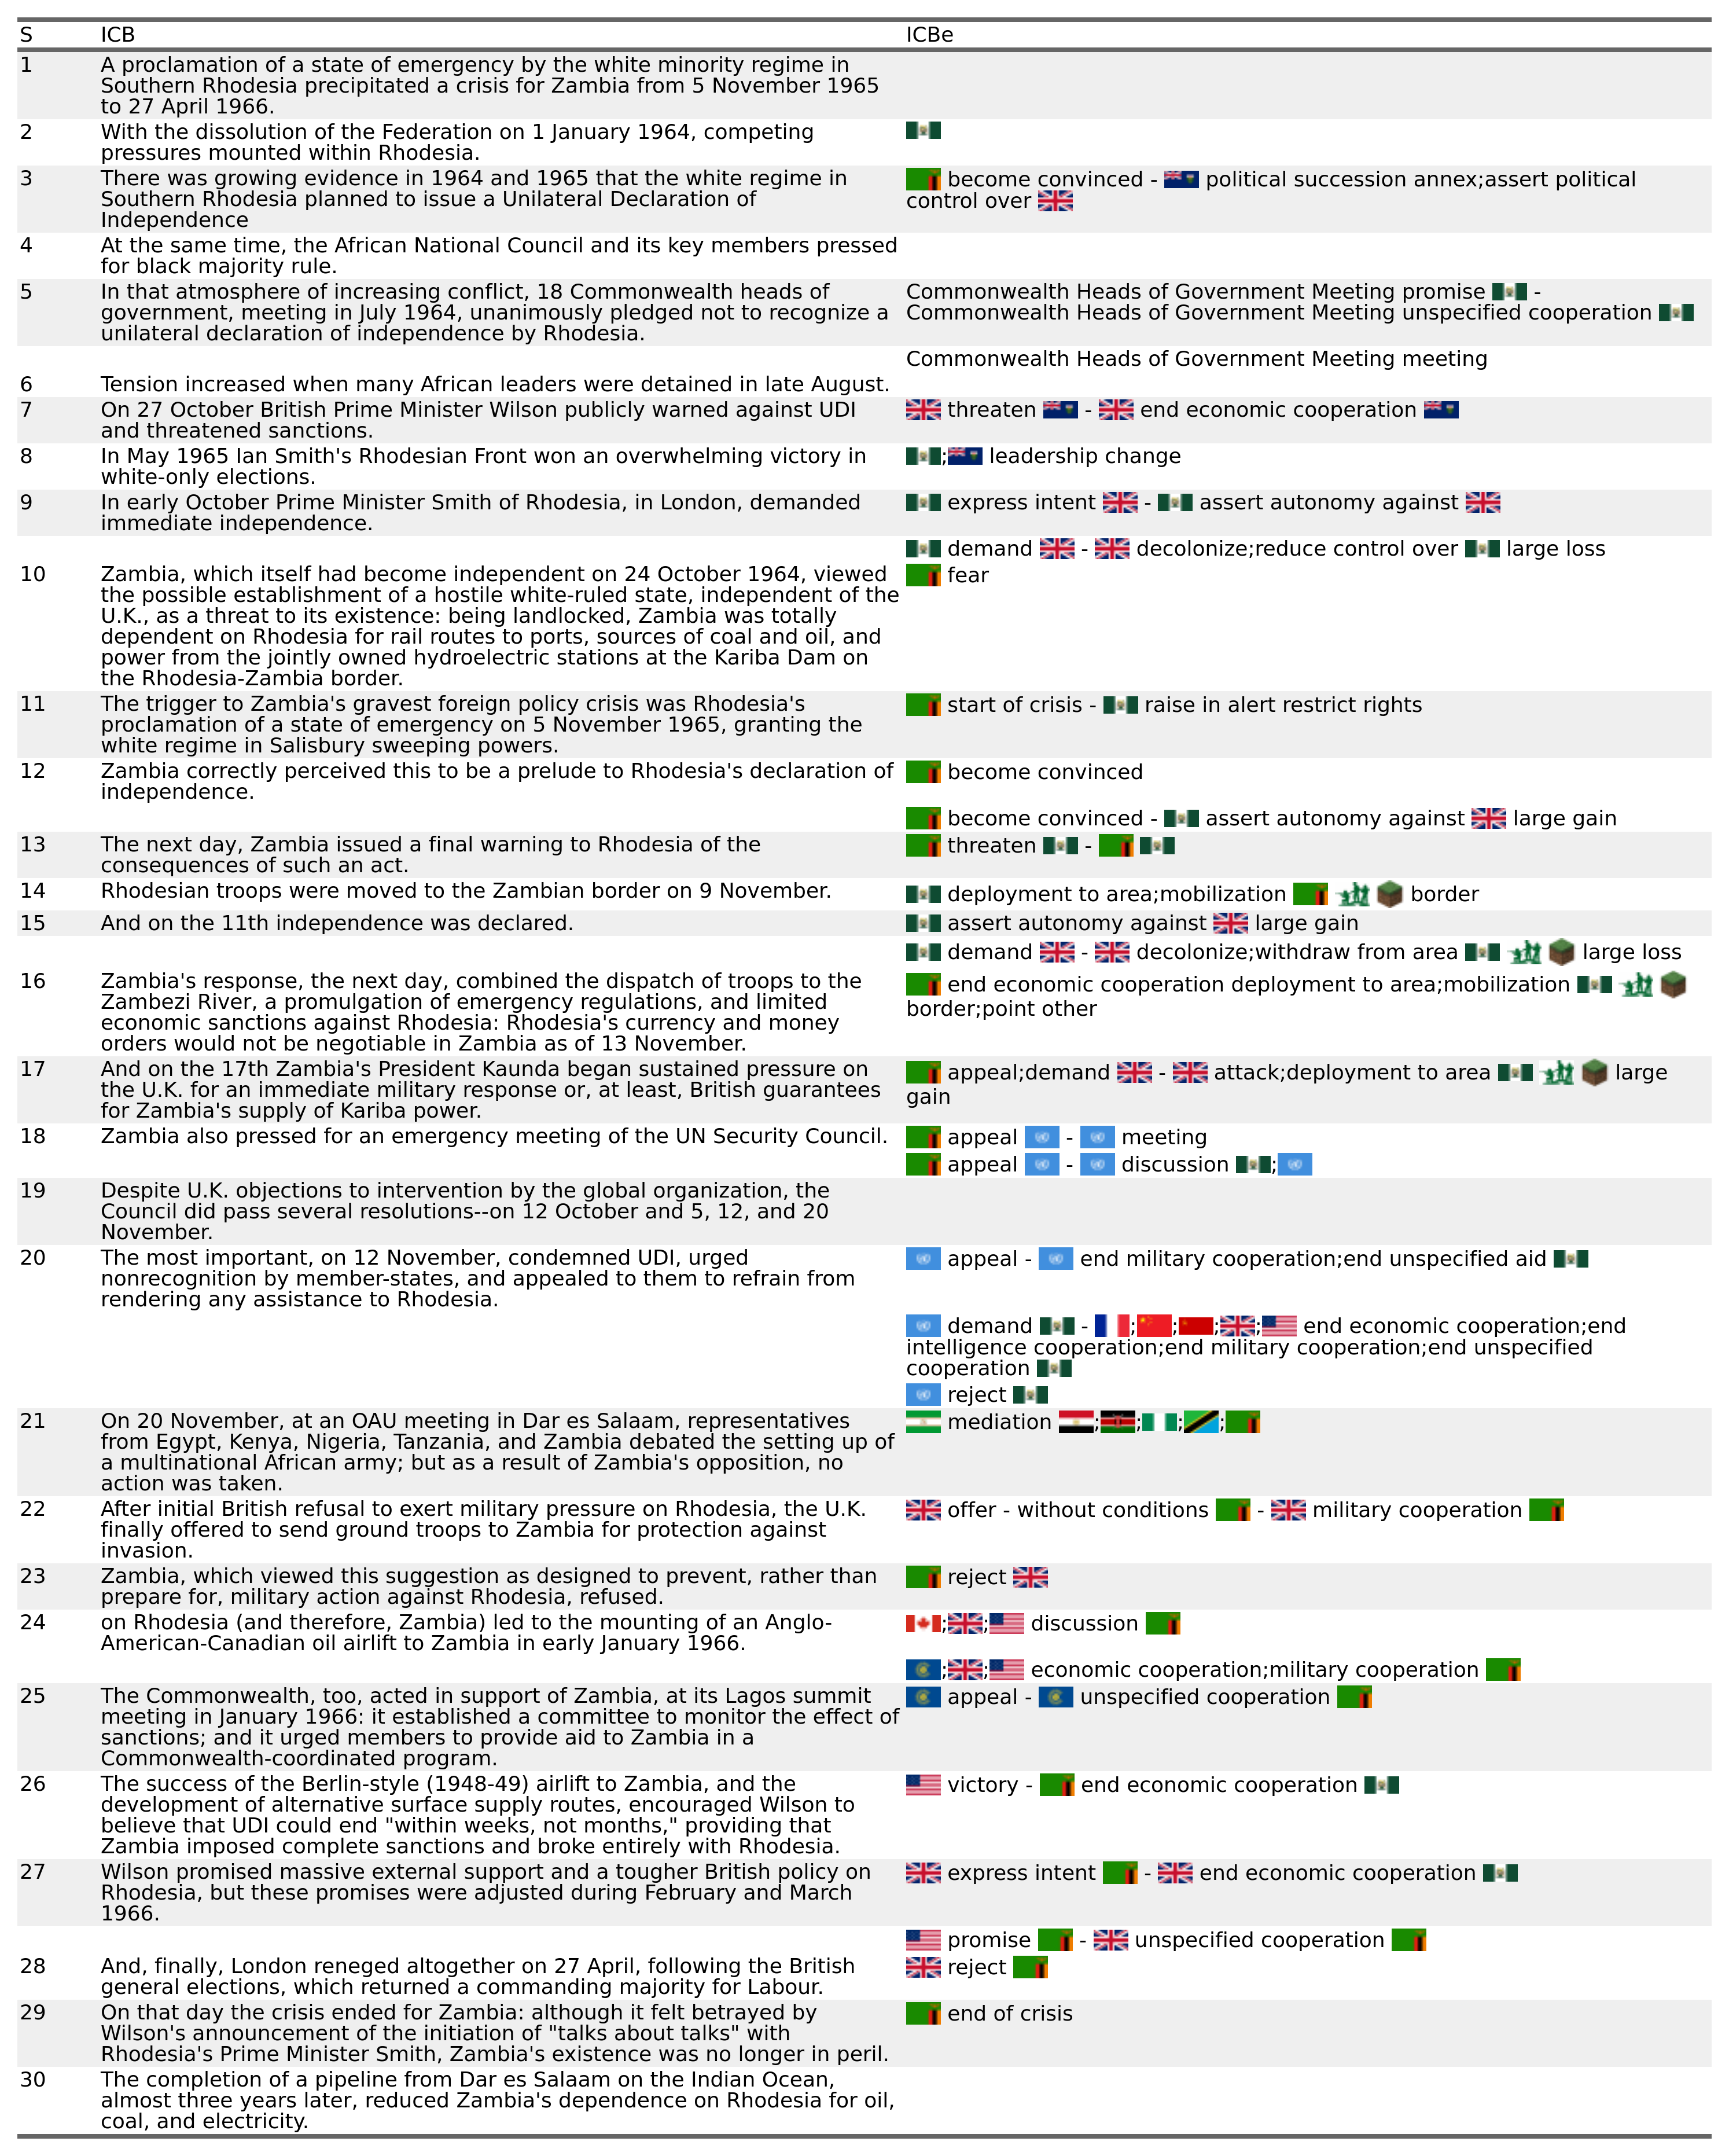 S ICB ICBe
1 A proclamation of a state of emergency by the white minority regime in
Southern Rhodesia precipitated a crisis for Zambia from 5 November 1965
to 27 April 1966.
2 With the dissolution of the Federation on 1 January 1964, competing
pressures mounted within Rhodesia.
3 There was growing evidence in 1964 and 1965 that the white regime in
Southern Rhodesia planned to issue a Unilateral Declaration of
Independence
become convinced - political succession annex;assert political
control over
4 At the same time, the African National Council and its key members pressed
for black majority rule.
5 In that atmosphere of increasing conflict, 18 Commonwealth heads of
government, meeting in July 1964, unanimously pledged not to recognize a
unilateral declaration of independence by Rhodesia.
Commonwealth Heads of Government Meeting promise -
Commonwealth Heads of Government Meeting unspecified cooperation
Commonwealth Heads of Government Meeting meeting
6 Tension increased when many African leaders were detained in late August.
7 On 27 October British Prime Minister Wilson publicly warned against UDI
and threatened sanctions.
threaten - end economic cooperation
8 In May 1965 Ian Smith's Rhodesian Front won an overwhelming victory in
white-only elections.
; leadership change
9 In early October Prime Minister Smith of Rhodesia, in London, demanded
immediate independence.
express intent - assert autonomy against
demand - decolonize;reduce control over large loss
10 Zambia, which itself had become independent on 24 October 1964, viewed
the possible establishment of a hostile white-ruled state, independent of the
U.K., as a threat to its existence: being landlocked, Zambia was totally
dependent on Rhodesia for rail routes to ports, sources of coal and oil, and
power from the jointly owned hydroelectric stations at the Kariba Dam on
the Rhodesia-Zambia border.
fear
11 The trigger to Zambia's gravest foreign policy crisis was Rhodesia's
proclamation of a state of emergency on 5 November 1965, granting the
white regime in Salisbury sweeping powers.
start of crisis - raise in alert restrict rights
12 Zambia correctly perceived this to be a prelude to Rhodesia's declaration of
independence.
become convinced
become convinced - assert autonomy against large gain
13 The next day, Zambia issued a final warning to Rhodesia of the
consequences of such an act.
threaten -
14 Rhodesian troops were moved to the Zambian border on 9 November.
deployment to area;mobilization border
15 And on the 11th independence was declared.
assert autonomy against large gain
demand - decolonize;withdraw from area large loss
16 Zambia's response, the next day, combined the dispatch of troops to the
Zambezi River, a promulgation of emergency regulations, and limited
economic sanctions against Rhodesia: Rhodesia's currency and money
orders would not be negotiable in Zambia as of 13 November.
end economic cooperation deployment to area;mobilization
border;point other
17 And on the 17th Zambia's President Kaunda began sustained pressure on
the U.K. for an immediate military response or, at least, British guarantees
for Zambia's supply of Kariba power.
appeal;demand - attack;deployment to area large
gain
18 Zambia also pressed for an emergency meeting of the UN Security Council.
appeal - meeting
appeal - discussion ;
19 Despite U.K. objections to intervention by the global organization, the
Council did pass several resolutions--on 12 October and 5, 12, and 20
November.
20 The most important, on 12 November, condemned UDI, urged
nonrecognition by member-states, and appealed to them to refrain from
rendering any assistance to Rhodesia.
appeal - end military cooperation;end unspecified aid
demand - ;;;; end economic cooperation;end
intelligence cooperation;end military cooperation;end unspecified
cooperation
reject
21 On 20 November, at an OAU meeting in Dar es Salaam, representatives
from Egypt, Kenya, Nigeria, Tanzania, and Zambia debated the setting up of
a multinational African army; but as a result of Zambia's opposition, no
action was taken.
mediation ;;;;
22 After initial British refusal to exert military pressure on Rhodesia, the U.K.
finally offered to send ground troops to Zambia for protection against
invasion.
offer - without conditions - military cooperation
23 Zambia, which viewed this suggestion as designed to prevent, rather than
prepare for, military action against Rhodesia, refused.
reject
24 on Rhodesia (and therefore, Zambia) led to the mounting of an Anglo-
American-Canadian oil airlift to Zambia in early January 1966.
;; discussion
;; economic cooperation;military cooperation
25 The Commonwealth, too, acted in support of Zambia, at its Lagos summit
meeting in January 1966: it established a committee to monitor the effect of
sanctions; and it urged members to provide aid to Zambia in a
Commonwealth-coordinated program.
appeal - unspecified cooperation
26 The success of the Berlin-style (1948-49) airlift to Zambia, and the
development of alternative surface supply routes, encouraged Wilson to
believe that UDI could end "within weeks, not months," providing that
Zambia imposed complete sanctions and broke entirely with Rhodesia.
victory - end economic cooperation
27 Wilson promised massive external support and a tougher British policy on
Rhodesia, but these promises were adjusted during February and March
1966.
express intent - end economic cooperation
promise - unspecified cooperation
28 And, finally, London reneged altogether on 27 April, following the British
general elections, which returned a commanding majority for Labour.
reject
29 On that day the crisis ended for Zambia: although it felt betrayed by
Wilson's announcement of the initiation of "talks about talks" with
Rhodesia's Prime Minister Smith, Zambia's existence was no longer in peril.
end of crisis
30 The completion of a pipeline from Dar es Salaam on the Indian Ocean,
almost three years later, reduced Zambia's dependence on Rhodesia for oil,
coal, and electricity.